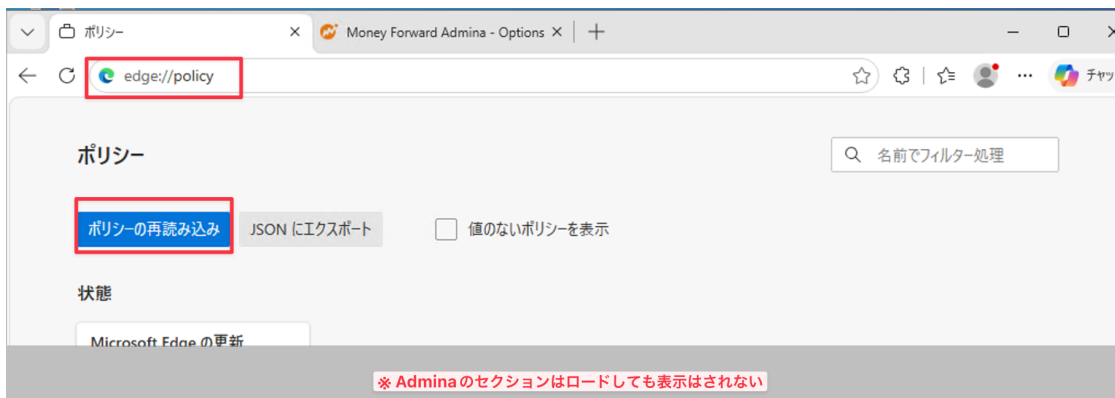 ポリシー
Money Forward Admina - Options
edge://policy
チャッ
ポリシー
名前でフィルター処理
ポリシーの再読み込み
JSON にエクスポート
値のないポリシーを表示
状態
Microsoft Edge の更新
※ Adminaのセクションはロードしても表示はされない